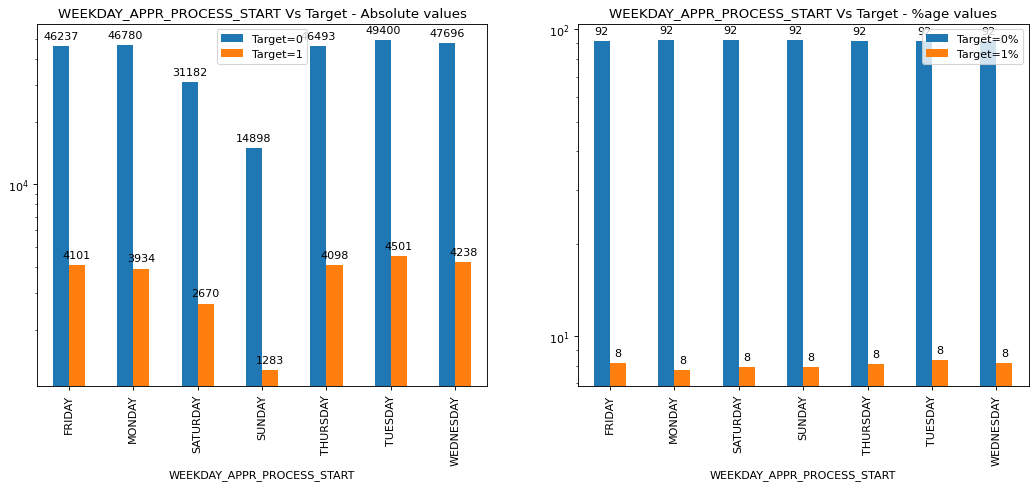 WEEKDAY_APPR_PROCESS_START Vs Target - Absolute values
46237
46780
31182
14898
46493
49400
47696
4101
3934
2670
1283
4098
4501
4238
Target=0
Target=1
10^4
FRIDAY
MONDAY
SATURDAY
SUNDAY
THURSDAY
TUESDAY
WEDNESDAY
WEEKDAY_APPR_PROCESS_START
WEEKDAY_APPR_PROCESS_START Vs Target - %age values
92
92
92
92
92
92
92
8
8
8
8
8
8
8
Target=0%
Target=1%
10^2
10^1
FRIDAY
MONDAY
SATURDAY
SUNDAY
THURSDAY
TUESDAY
WEDNESDAY
WEEKDAY_APPR_PROCESS_START